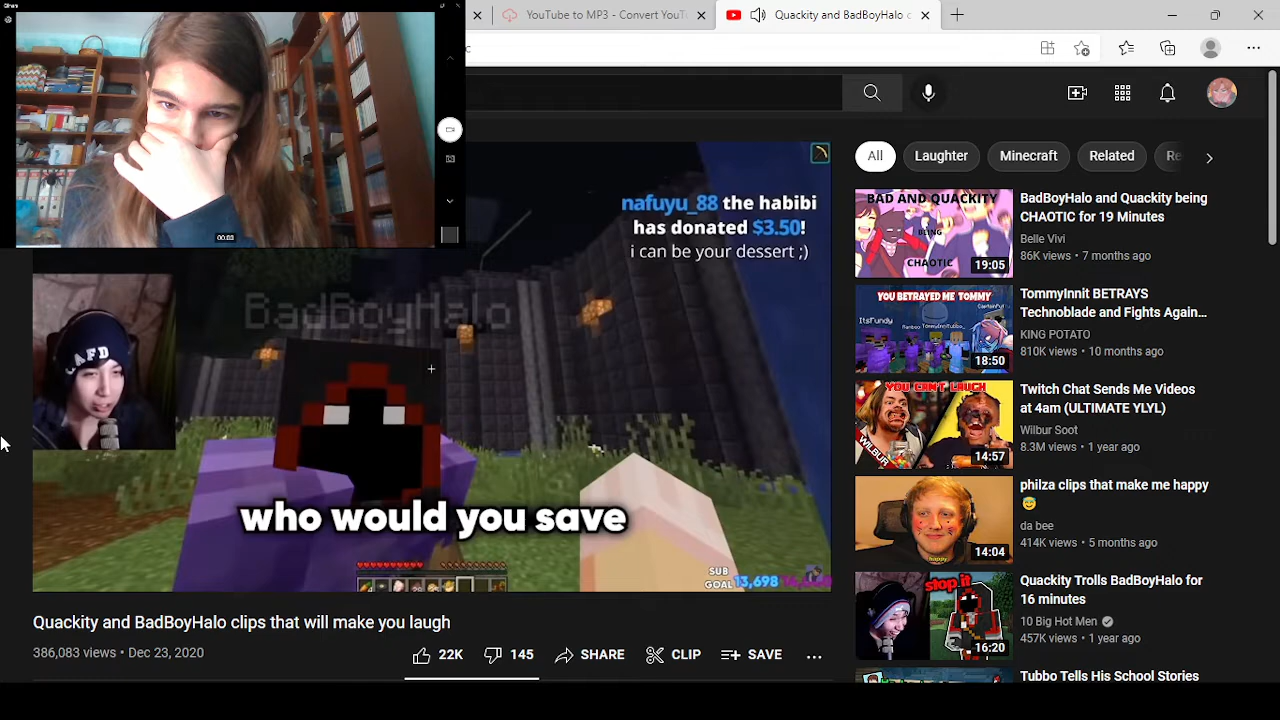 YouTube to MP3 - Convert YouT
Quackity and BadBoyHalo c
00:03
All
Laughter
Minecraft
Related
Re
nafuyu_88 the habibi
has donated $3.50!
i can be your dessert ;)
BadBoyHalo
AFD
who would you save
SUB
GOAL 13,698
Quackity and BadBoyHalo clips that will make you laugh
386,083 views • Dec 23, 2020
22K
145
SHARE
CLIP
SAVE
BAD AND QUACKITY
BEING
CHAOTIC
19:05
BadBoyHalo and Quackity being
CHAOTIC for 19 Minutes
Belle Vivi
86K views • 7 months ago
YOU BETRAYED ME TOMMY
ItsFundy
18:50
TommyInnit BETRAYS
Technoblade and Fights Again...
KING POTATO
810K views • 10 months ago
YOU CAN'T LAUGH
WILBUR
14:57
Twitch Chat Sends Me Videos
at 4am (ULTIMATE YLYL)
Wilbur Soot
8.3M views • 1 year ago
happy
14:04
philza clips that make me happy
😇
da bee
414K views • 5 months ago
stop it
16:20
Quackity Trolls BadBoyHalo for
16 minutes
10 Big Hot Men
457K views • 1 year ago
Tubbo Tells His School Stories